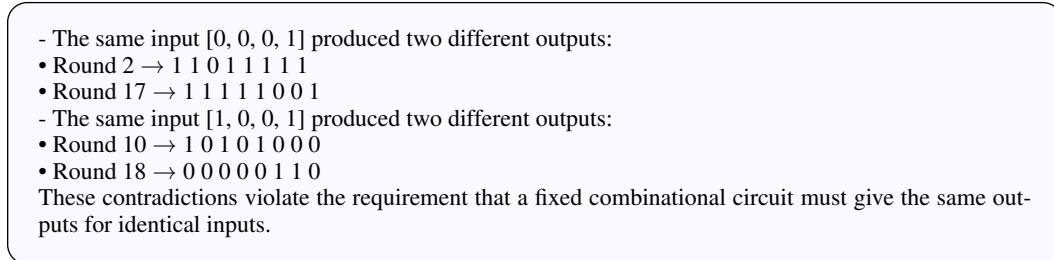 - The same input [0, 0, 0, 1] produced two different outputs:
• Round 2 → 1 1 0 1 1 1 1 1
• Round 17 → 1 1 1 1 1 0 0 1
- The same input [1, 0, 0, 1] produced two different outputs:
• Round 10 → 1 0 1 0 1 0 0 0
• Round 18 → 0 0 0 0 0 1 1 0
These contradictions violate the requirement that a fixed combinational circuit must give the same out-
puts for identical inputs.